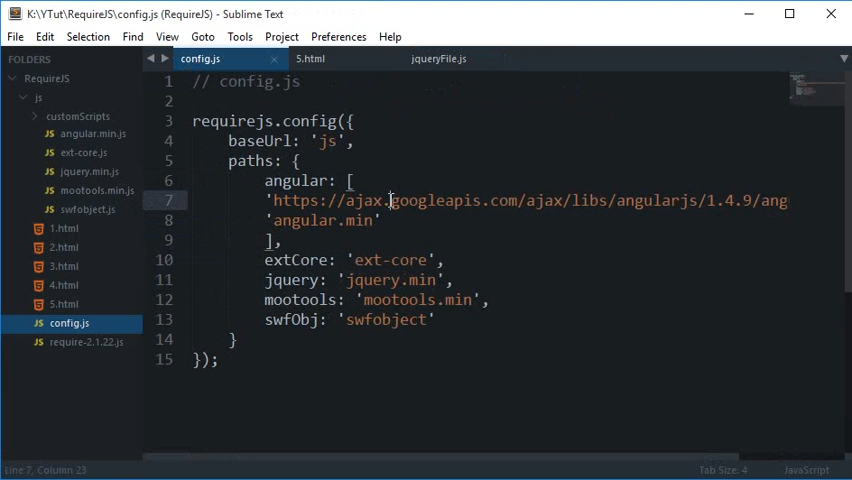 K:\YTut\RequireJS\config.js (RequireJS) - Sublime Text
File Edit Selection Find View Goto Tools Project Preferences Help
FOLDERS
RequireJS
js
customScripts
angular.min.js
ext-core.js
jquery.min.js
mootools.min.js
swfobject.js
1.html
2.html
3.html
4.html
5.html
config.js
require-2.1.22.js
config.js × 5.html jqueryFile.js
1 // config.js
2
3 requirejs.config({
4 baseUrl: 'js',
5 paths: {
6 angular: [
7 'https://ajax.googleapis.com/ajax/libs/angularjs/1.4.9/ang
8 'angular.min'
9 ],
10 extCore: 'ext-core',
11 jquery: 'jquery.min',
12 mootools: 'mootools.min',
13 swfObj: 'swfobject'
14 }
15 });
Line 7, Column 23 Tab Size: 4 JavaScript